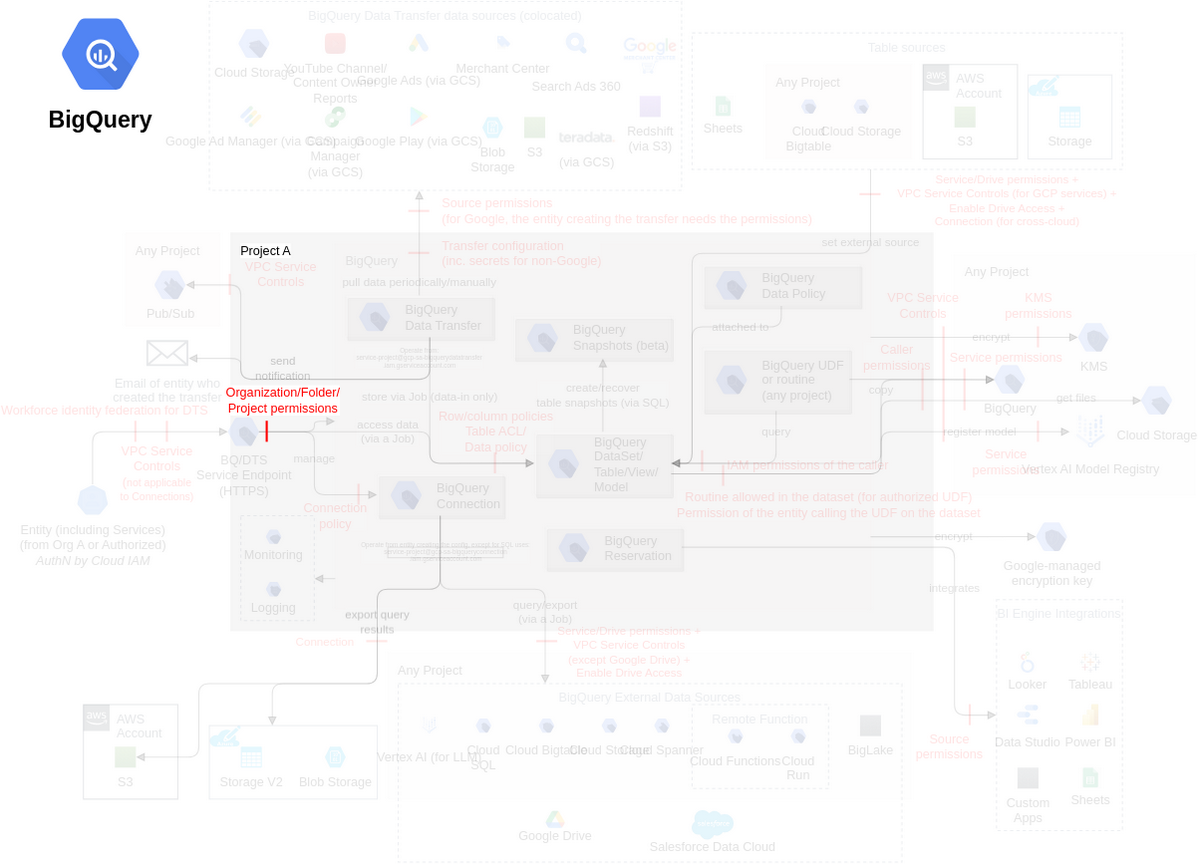 BigQuery
BigQuery Data Transfer data sources (colocated)
Cloud Storage
YouTube Channel/
Content Owner
Reports
Google Ads (via GCS)
Merchant Center
Search Ads 360
Google
Google Ad Manager (via GCS)
Campaign
Manager
(via GCS)
Google Play (via GCS)
Blob
Storage
S3
teradata.
(via GCS)
Redshift
(via S3)
Table sources
Sheets
Any Project
Cloud
Bigtable
Cloud Storage
aws
AWS
Account
S3
Storage
Source permissions
(for Google, the entity creating the transfer needs the permissions)
Service/Drive permissions +
VPC Service Controls (for GCP services) +
Enable Drive Access +
Connection (for cross-cloud)
Any Project
Pub/Sub
Project A
VPC Service
Controls
BigQuery
Transfer configuration
(inc. secrets for non-Google)
set external source
pull data periodically/manually
BigQuery
Data Transfer
BigQuery
Data Policy
attached to
BigQuery
Snapshots (beta)
Any Project
VPC Service
Controls
KMS
permissions
encrypt
KMS
Caller
permissions
Service permissions
Email of entity who
created the transfer
send
notification
Organization/Folder/
Project permissions
store via Job (data-in only)
create/recover
table snapshots (via SQL)
BigQuery UDF
or routine
(any project)
copy
BigQuery
get files
Cloud Storage
Workforce identity federation for DTS
VPC Service
Controls
(not applicable
to Connections)
BQ/DTS
Service Endpoint
(HTTPS)
access data
(via a Job)
manage
Row/column policies
Table ACL/
Data policy
BigQuery
DataSet/
Table/View/
Model
query
IAM permissions of the caller
register model
Service
permissions
Vertex AI Model Registry
Entity (including Services)
(from Org A or Authorized)
AuthN by Cloud IAM
Connection
policy
BigQuery
Connection
Routine allowed in the dataset (for authorized UDF)
Permission of the entity calling the UDF on the dataset
Monitoring
Logging
BigQuery
Reservation
encrypt
Google-managed
encryption key
integrates
export query
results
query/export
(via a Job)
Connection
Service/Drive permissions +
VPC Service Controls
(except Google Drive) +
Enable Drive Access
BI Engine Integrations
Looker
Tableau
Data Studio
Power BI
Custom
Apps
Sheets
Source
permissions
aws
AWS
Account
S3
Storage V2
Blob Storage
Any Project
BigQuery External Data Sources
Vertex AI (for LLM)
Cloud
SQL
Cloud Bigtable
Cloud Storage
Cloud Spanner
Remote Function
Cloud Functions
Cloud
Run
BigLake
Google Drive
Salesforce Data Cloud